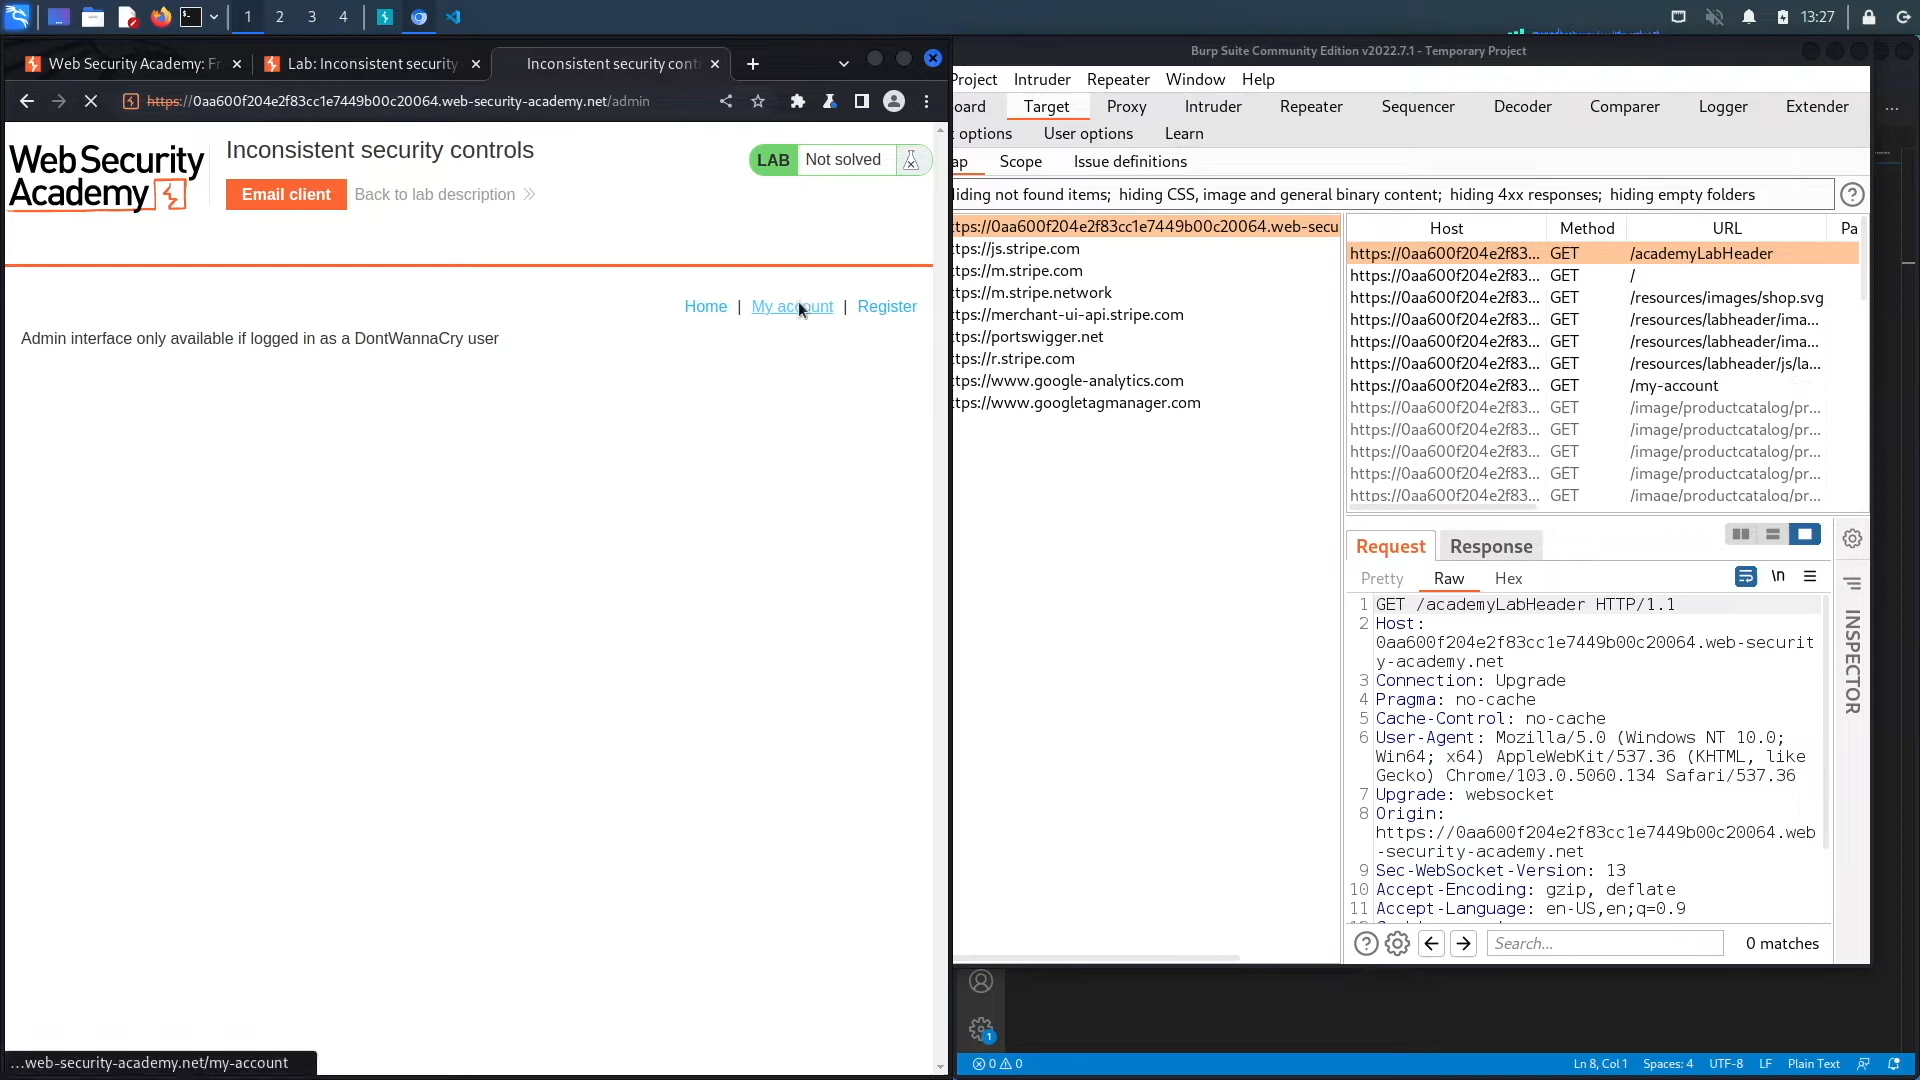 1 2 3 4
13:27
Web Security Academy: Fr
Lab: Inconsistent security
Inconsistent security cont
https://0aa600f204e2f83cc1e7449b00c20064.web-security-academy.net/admin
Web Security
Academy
Inconsistent security controls
LAB Not solved
Email client
Back to lab description
Home | My account | Register
Admin interface only available if logged in as a DontWannaCry user
...web-security-academy.net/my-account
Burp Suite Community Edition v2022.7.1 - Temporary Project
Project Intruder Repeater Window Help
oard Target Proxy Intruder Repeater Sequencer Decoder Comparer Logger Extender
t options User options Learn
ap Scope Issue definitions
liding not found items; hiding CSS, image and general binary content; hiding 4xx responses; hiding empty folders
ttps://0aa600f204e2f83cc1e7449b00c20064.web-secu
ttps://js.stripe.com
ttps://m.stripe.com
ttps://m.stripe.network
ttps://merchant-ui-api.stripe.com
ttps://portswigger.net
ttps://r.stripe.com
ttps://www.google-analytics.com
ttps://www.googletagmanager.com
Host Method URL Pa
https://0aa600f204e2f83... GET /academyLabHeader
https://0aa600f204e2f83... GET /
https://0aa600f204e2f83... GET /resources/images/shop.svg
https://0aa600f204e2f83... GET /resources/labheader/ima...
https://0aa600f204e2f83... GET /resources/labheader/ima...
https://0aa600f204e2f83... GET /resources/labheader/js/la...
https://0aa600f204e2f83... GET /my-account
https://0aa600f204e2f83... GET /image/productcatalog/pr...
https://0aa600f204e2f83... GET /image/productcatalog/pr...
https://0aa600f204e2f83... GET /image/productcatalog/pr...
https://0aa600f204e2f83... GET /image/productcatalog/pr...
https://0aa600f204e2f83... GET /image/productcatalog/pr...
Request Response
Pretty Raw Hex
\n
1 GET /academyLabHeader HTTP/1.1
2 Host:
0aa600f204e2f83cc1e7449b00c20064.web-securit
y-academy.net
3 Connection: Upgrade
4 Pragma: no-cache
5 Cache-Control: no-cache
6 User-Agent: Mozilla/5.0 (Windows NT 10.0;
Win64; x64) AppleWebKit/537.36 (KHTML, like
Gecko) Chrome/103.0.5060.134 Safari/537.36
7 Upgrade: websocket
8 Origin:
https://0aa600f204e2f83cc1e7449b00c20064.web
-security-academy.net
9 Sec-WebSocket-Version: 13
10 Accept-Encoding: gzip, deflate
11 Accept-Language: en-US,en;q=0.9
INSPECTOR
Search...
0 matches
1
0 0
Ln 8, Col 1 Spaces: 4 UTF-8 LF Plain Text